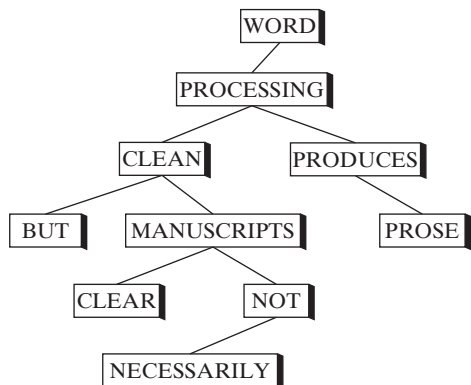 WORD
PROCESSING
CLEAN PRODUCES
BUT MANUSCRIPTS PROSE
CLEAR NOT
NECESSARILY